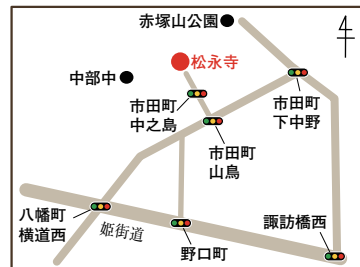 赤塚山公園
松永寺
中部中
市田町
中之島
市田町
下中野
市田町
山鳥
八幡町
横道西
姫街道
野口町
諏訪橋西